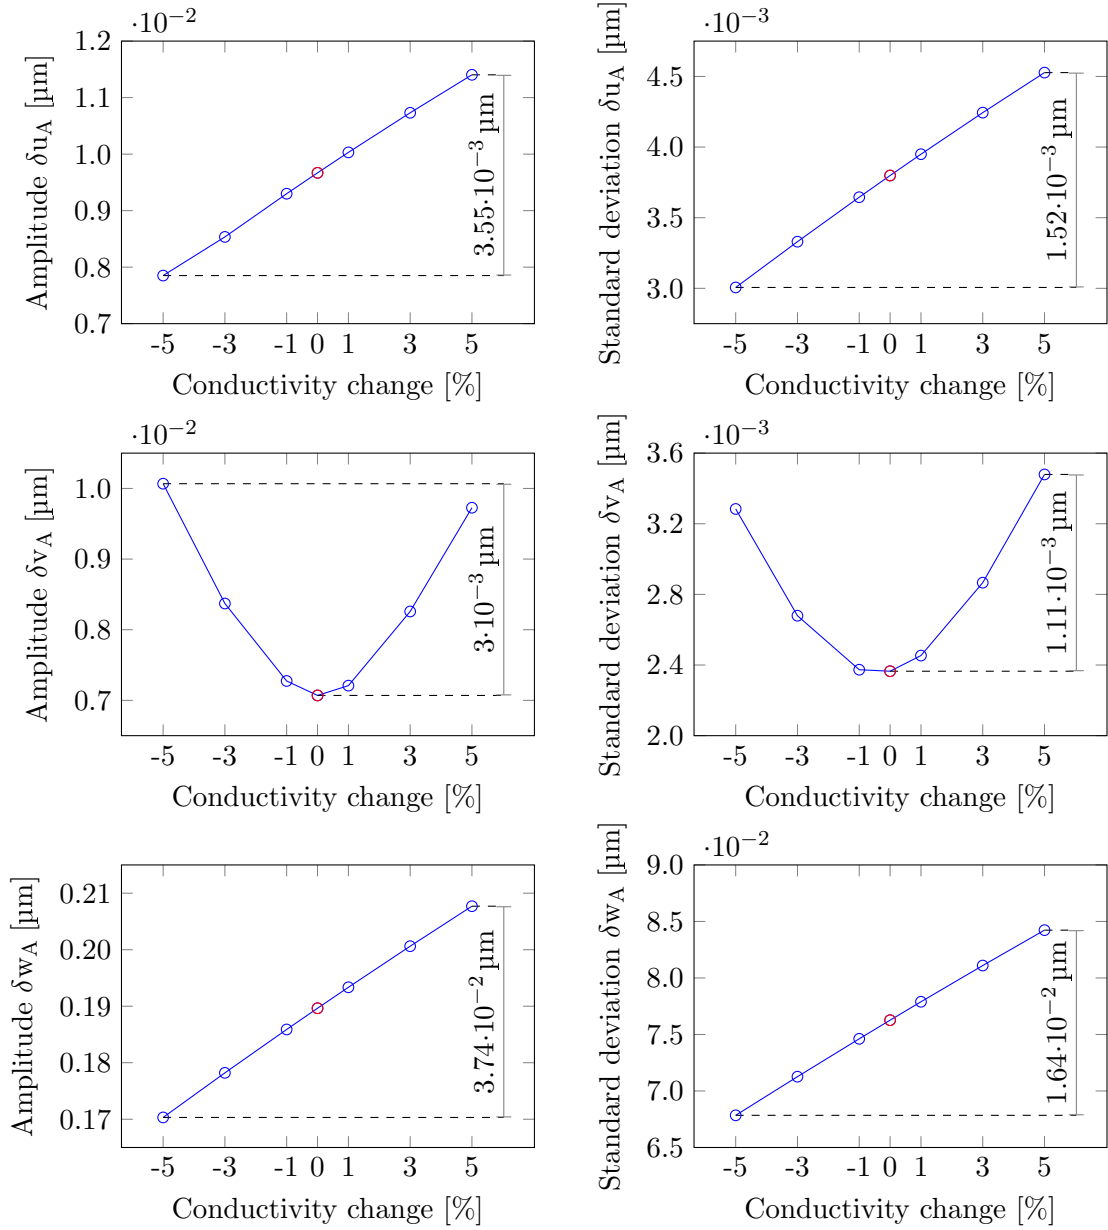 ·10⁻²
Amplitude δu_A [µm]
1.2
1.1
1.0
0.9
0.8
0.7
3.55·10⁻³ µm
-5 -3 -1 0 1 3 5
Conductivity change [%]
·10⁻³
Standard deviation δu_A [µm]
4.5
4.0
3.5
3.0
1.52·10⁻³ µm
-5 -3 -1 0 1 3 5
Conductivity change [%]
·10⁻²
Amplitude δv_A [µm]
1.0
0.9
0.8
0.7
3·10⁻³ µm
-5 -3 -1 0 1 3 5
Conductivity change [%]
·10⁻³
Standard deviation δv_A [µm]
3.6
3.2
2.8
2.4
2.0
1.11·10⁻³ µm
-5 -3 -1 0 1 3 5
Conductivity change [%]
Amplitude δw_A [µm]
0.21
0.20
0.19
0.18
0.17
3.74·10⁻² µm
-5 -3 -1 0 1 3 5
Conductivity change [%]
·10⁻²
Standard deviation δw_A [µm]
9.0
8.5
8.0
7.5
7.0
6.5
1.64·10⁻² µm
-5 -3 -1 0 1 3 5
Conductivity change [%]